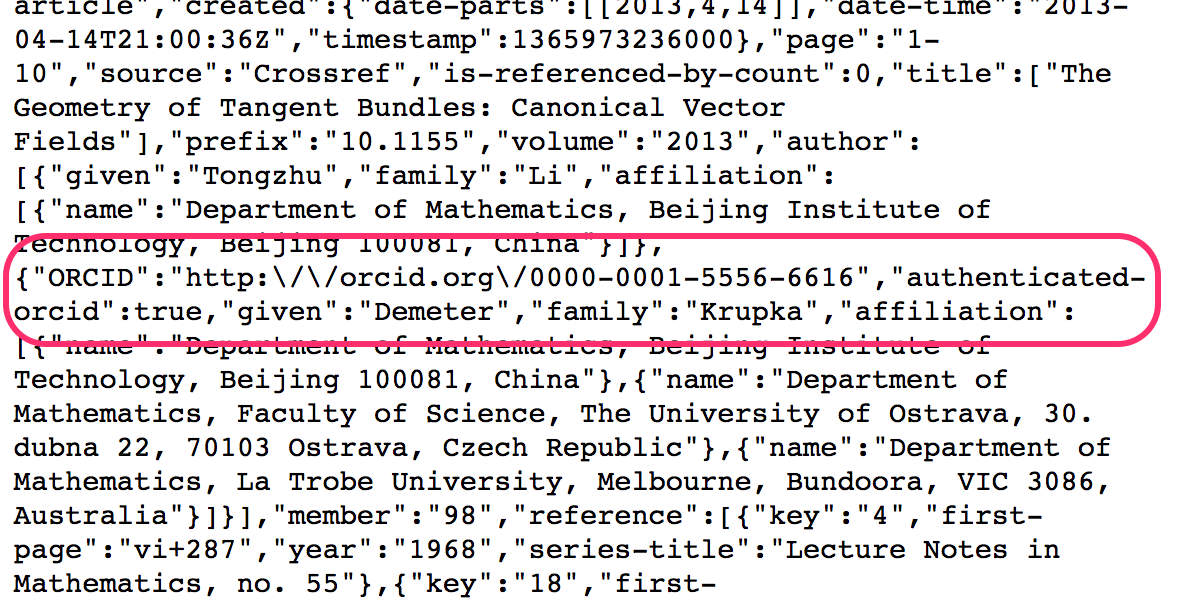 article","created":{"date-parts":[[2013,4,14]],"date-time":"2013-
04-14T21:00:36Z","timestamp":1365973236000},"page":"1-
10","source":"Crossref","is-referenced-by-count":0,"title":["The
Geometry of Tangent Bundles: Canonical Vector
Fields"],"prefix":"10.1155","volume":"2013","author":
[{"given":"Tongzhu","family":"Li","affiliation":
[{"name":"Department of Mathematics, Beijing Institute of
Technology, Beijing 100081, China"}]},
{"ORCID":"http:\/\/orcid.org\/0000-0001-5556-6616","authenticated-
orcid":true,"given":"Demeter","family":"Krupka","affiliation":
[{"name":"Department of Mathematics, Beijing Institute of
Technology, Beijing 100081, China"},{"name":"Department of
Mathematics, Faculty of Science, The University of Ostrava, 30.
dubna 22, 70103 Ostrava, Czech Republic"},{"name":"Department of
Mathematics, La Trobe University, Melbourne, Bundoora, VIC 3086,
Australia"}]}],"member":"98","reference":[{"key":"4","first-
page":"vi+287","year":"1968","series-title":"Lecture Notes in
Mathematics, no. 55"},{"key":"18","first-